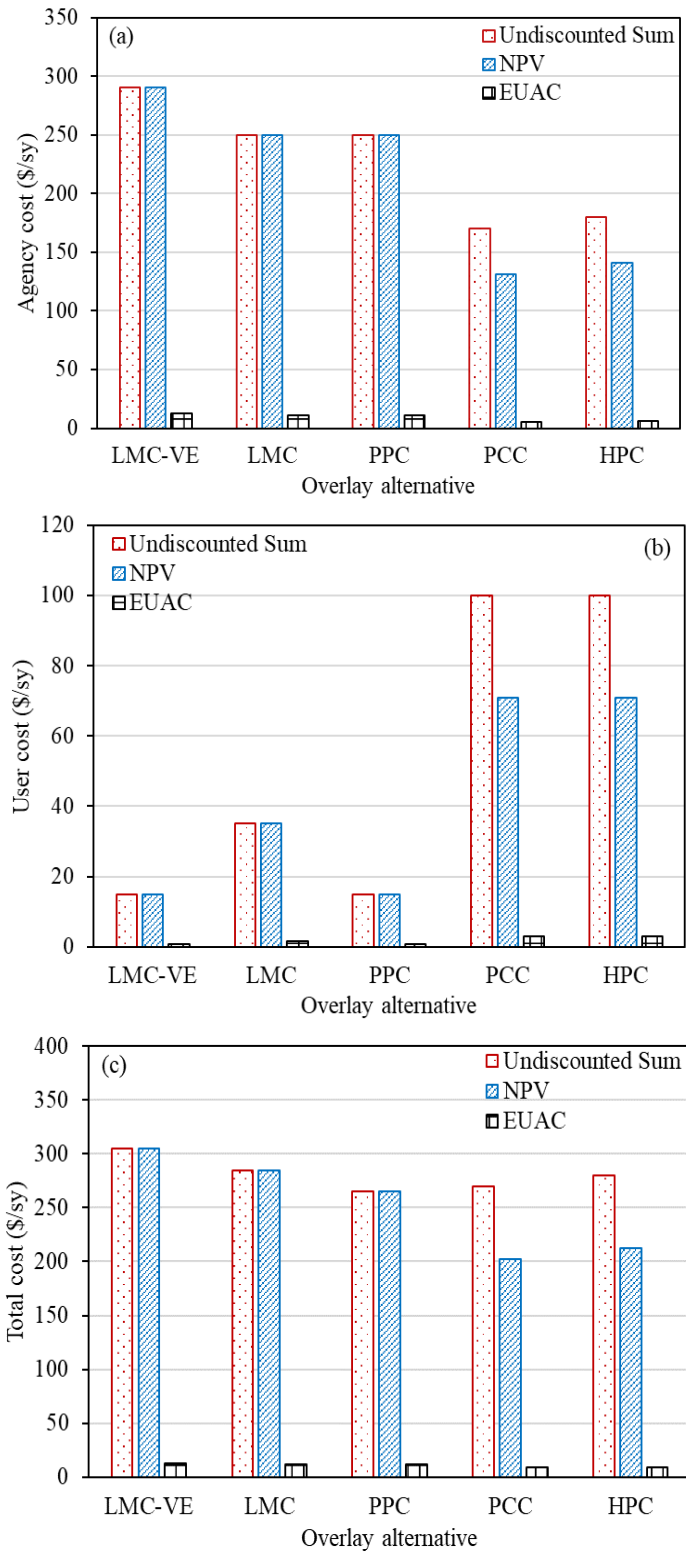 (a)
Undiscounted Sum
NPV
EUAC
Agency cost ($/sy)
350
300
250
200
150
100
50
0
LMC-VE LMC PPC PCC HPC
Overlay alternative
(b)
Undiscounted Sum
NPV
EUAC
User cost ($/sy)
120
100
80
60
40
20
0
LMC-VE LMC PPC PCC HPC
Overlay alternative
(c)
Undiscounted Sum
NPV
EUAC
Total cost ($/sy)
400
350
300
250
200
150
100
50
0
LMC-VE LMC PPC PCC HPC
Overlay alternative